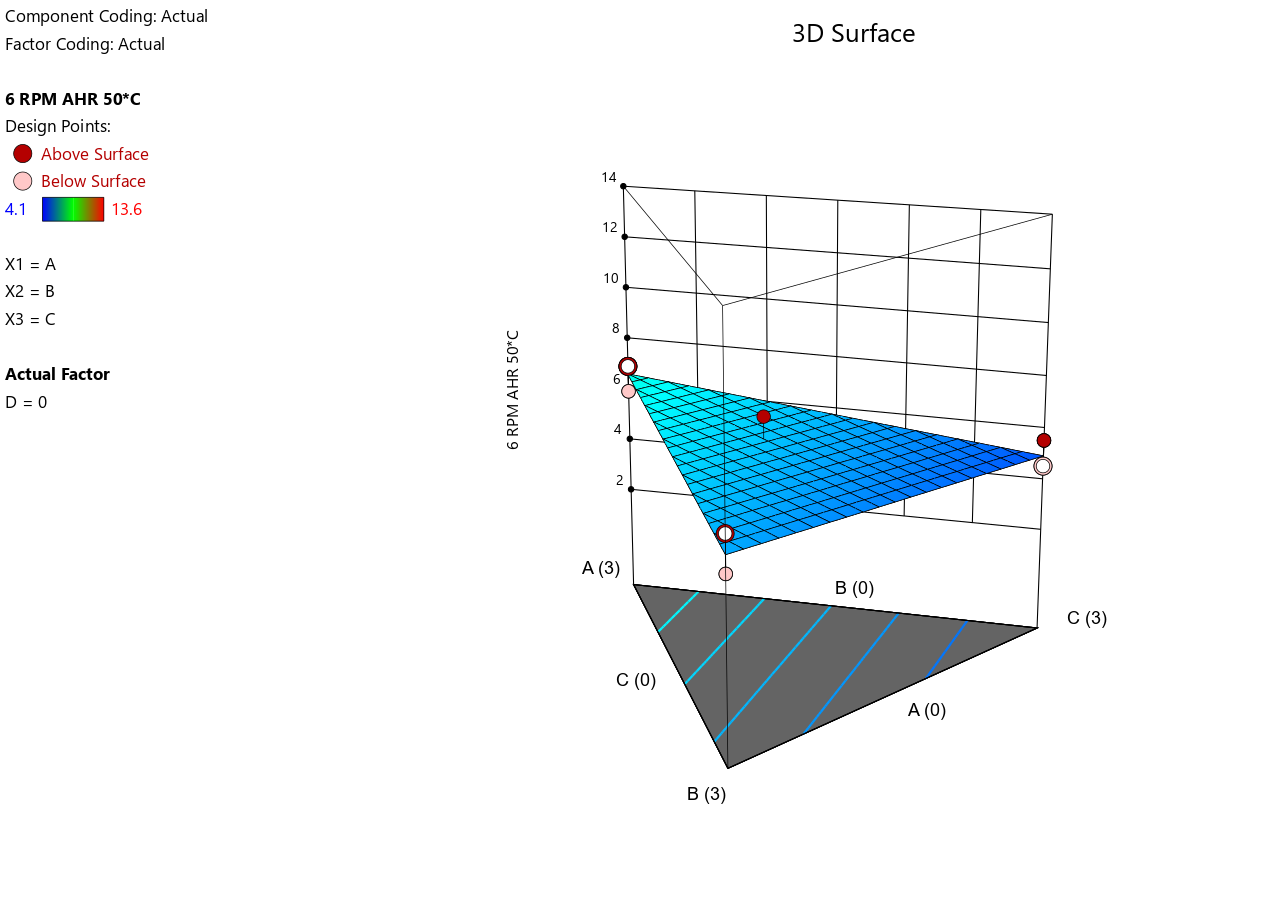 Component Coding: Actual
Factor Coding: Actual
3D Surface
6 RPM AHR 50*C
Design Points:
Above Surface
Below Surface
4.1 13.6
X1 = A
X2 = B
X3 = C
Actual Factor
D = 0
6 RPM AHR 50*C
14
12
10
8
6
4
2
A (3)
B (0)
C (3)
C (0)
A (0)
B (3)